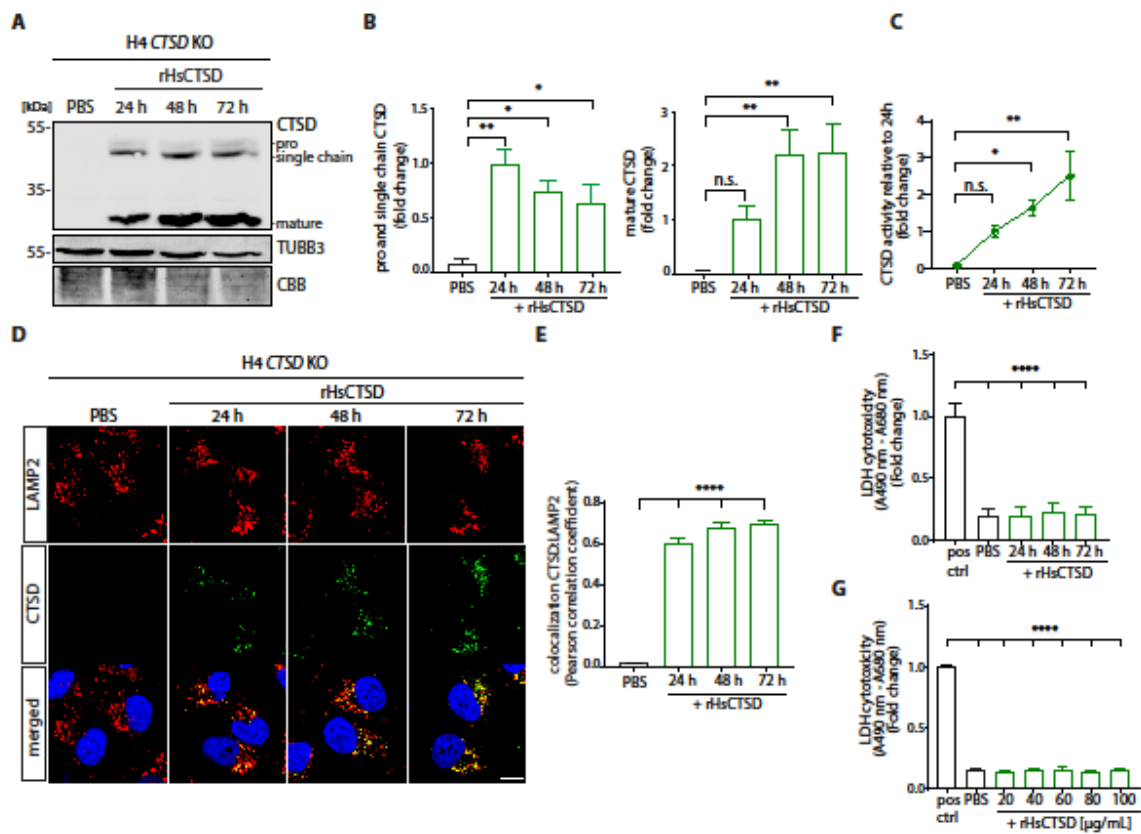 A
H4 CTSD KO
rHsCTSD
[kDa] PBS 24 h 48 h 72 h
55-
CTSD
pro
single chain
35-
mature
55-
TUBB3
CBB
B
pro and single chain CTSD
(fold change)
1.5
1.0
0.5
0.0
*
*
**
PBS 24 h 48 h 72 h
+ rHsCTSD
mature CTSD
(Fold change)
3
2
1
0
**
**
n.s.
PBS 24 h 48 h 72 h
+ rHsCTSD
C
CTSD activity relative to 24h
(fold change)
4
3
2
1
0
**
*
n.s.
PBS 24 h 48 h 72 h
+ rHsCTSD
D
H4 CTSD KO
rHsCTSD
PBS 24 h 48 h 72 h
LAMP2
CTSD
merged
E
colocalization CTSD:LAMP2
(Pearson correlation coefficient)
0.8
0.6
0.4
0.2
0.0
****
PBS 24 h 48 h 72 h
+ rHsCTSD
F
LDH cytotoxicity
(A490 nm - A680 nm)
(Fold change)
1.5
1.0
0.5
0.0
****
pos
ctrl
PBS 24 h 48 h 72 h
+ rHsCTSD
G
LDH cytotoxicity
(A490 nm - A680 nm)
(Fold change)
1.5
1.0
0.5
0.0
****
pos
ctrl
PBS 20 40 60 80 100
+ rHsCTSD [µg/mL]